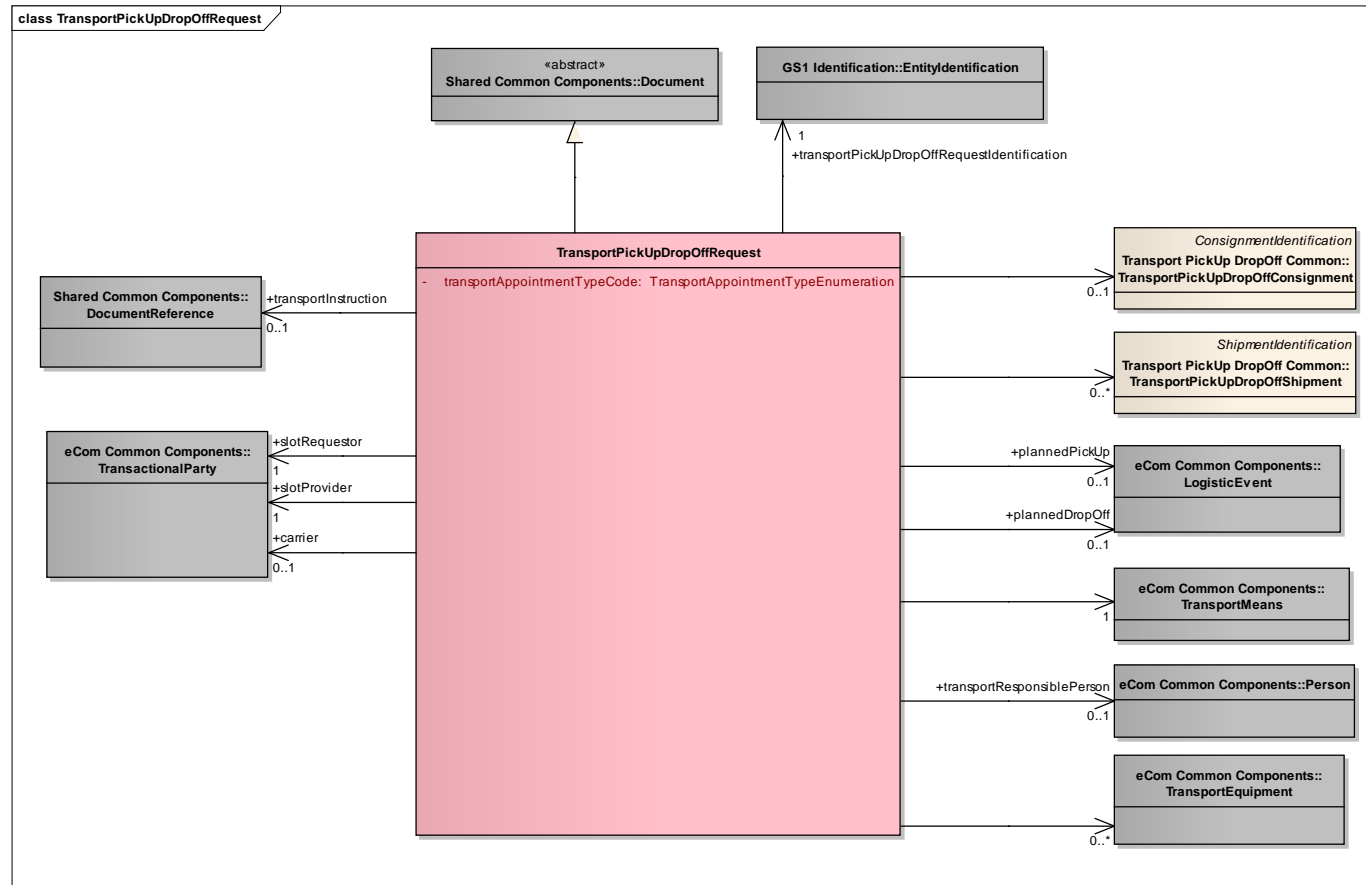 class TransportPickUpDropOffRequest
«abstract»
Shared Common Components::Document
GS1 Identification::EntityIdentification
1
+transportPickUpDropOffRequestIdentification
TransportPickUpDropOffRequest
- transportAppointmentTypeCode: TransportAppointmentTypeEnumeration
Shared Common Components::
DocumentReference
+transportInstruction
0..1
eCom Common Components::
TransactionalParty
+slotRequestor
1
+slotProvider
1
+carrier
0..1
ConsignmentIdentification
Transport PickUp DropOff Common::
TransportPickUpDropOffConsignment
0..1
ShipmentIdentification
Transport PickUp DropOff Common::
TransportPickUpDropOffShipment
0..*
+plannedPickUp
0..1
eCom Common Components::
LogisticEvent
+plannedDropOff
0..1
eCom Common Components::
TransportMeans
1
+transportResponsiblePerson
0..1
eCom Common Components::Person
eCom Common Components::
TransportEquipment
0..*